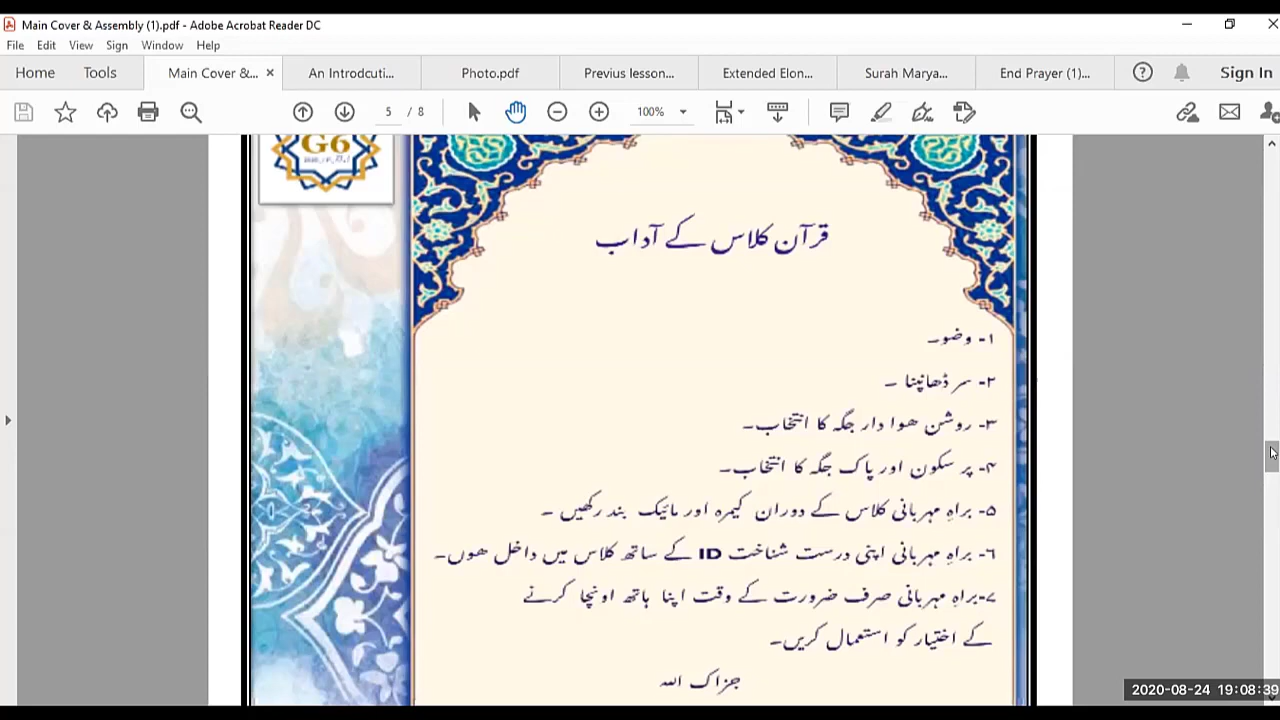 Main Cover & Assembly (1).pdf - Adobe Acrobat Reader DC
File Edit View Sign Window Help
Home Tools Main Cover &... × An Introdcuti... Photo.pdf Previus lesson... Extended Elon... Surah Marya... End Prayer (1)... Sign In
5 / 8 100%
G6
قرآن کلاس کے آداب
۱- وضو۔
۲- سر ڈھانپنا ۔
۳- روشن ھوا دار جگہ کا انتخاب۔
۴- پر سکون اور پاک جگہ کا انتخاب۔
۵- براہِ مہربانی کلاس کے دوران کیمرہ اور مائیک بند رکھیں ۔
۶- براہِ مہربانی اپنی درست شناخت ID کے ساتھ کلاس میں داخل ھوں۔
۷-براہِ مہربانی صرف ضرورت کے وقت اپنا ہاتھ اونچا کرنے
کے اختیار کو استعمال کریں۔
جزاک اللہ
2020-08-24 19:08:39